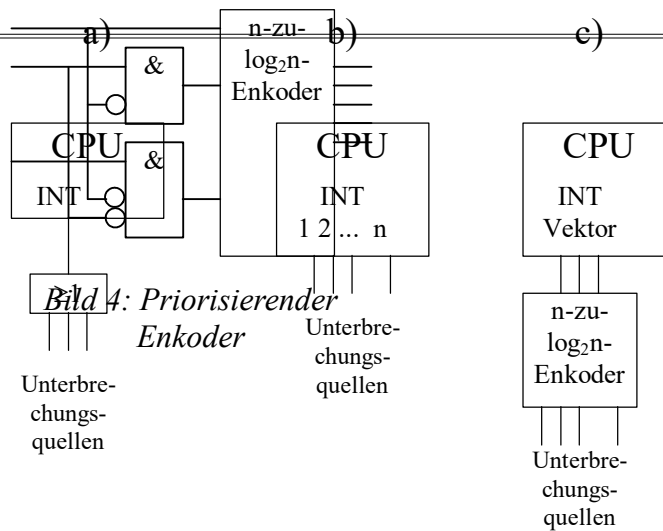 a)
b)
c)
n-zu-
log₂n-
Enkoder
&
&
CPU
INT
CPU
INT
1 2 ... n
CPU
INT
Vektor
≥1
Bild 4: Priorisierender
Enkoder
Unterbre-
chungs-
quellen
Unterbre-
chungs-
quellen
n-zu-
log₂n-
Enkoder
Unterbre-
chungs-
quellen